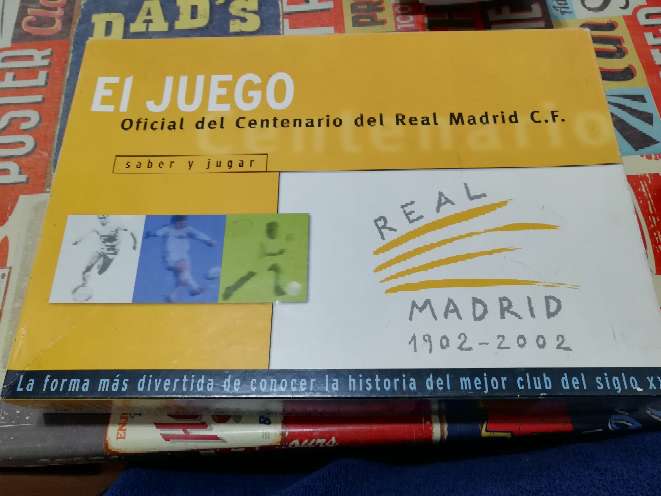 DAD'S
POSTER
El JUEGO
Oficial del Centenario del Real Madrid C.F.
Centenario
saber y jugar
REAL
MADRID
1902-2002
La forma más divertida de conocer la historia del mejor club del siglo